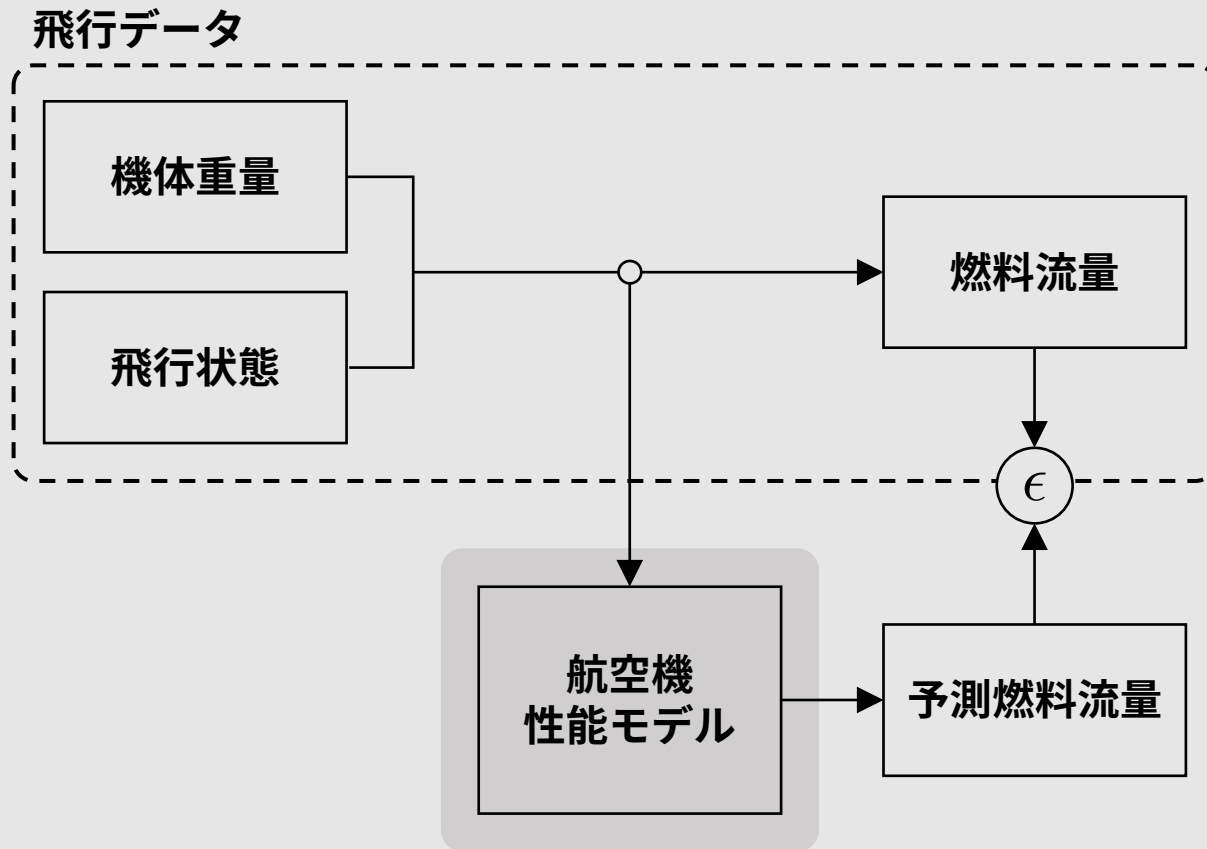 飛行データ
機体重量
飛行状態
燃料流量
ϵ
航空機
性能モデル
予測燃料流量